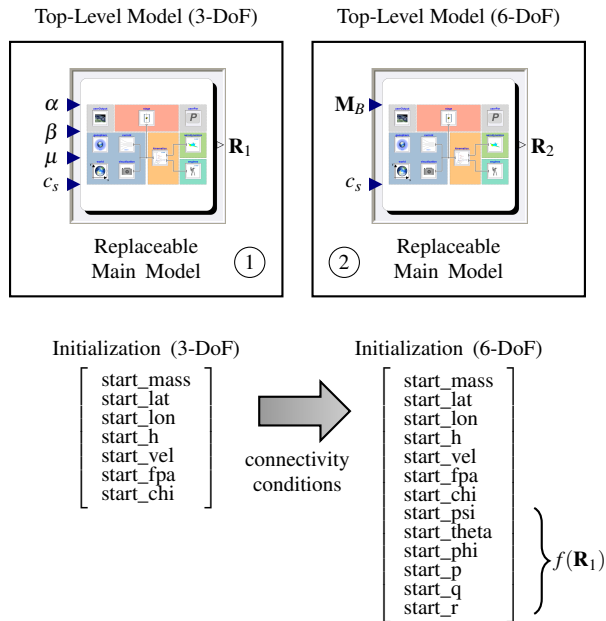 Top-Level Model (3-DoF)
Top-Level Model (6-DoF)
α
β
μ
c_s
P
R_1
Replaceable
Main Model
1
M_B
c_s
P
R_2
Replaceable
Main Model
2
Initialization (3-DoF)
start_mass
start_lat
start_lon
start_h
start_vel
start_fpa
start_chi
connectivity
conditions
Initialization (6-DoF)
start_mass
start_lat
start_lon
start_h
start_vel
start_fpa
start_chi
start_psi
start_theta
start_phi
start_p
start_q
start_r
f(R_1)